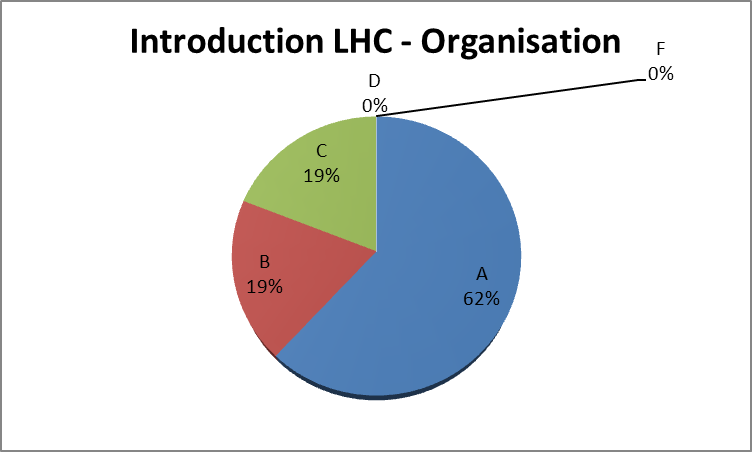 Introduction LHC - Organisation
F
0%
D
0%
C
19%
B
19%
A
62%